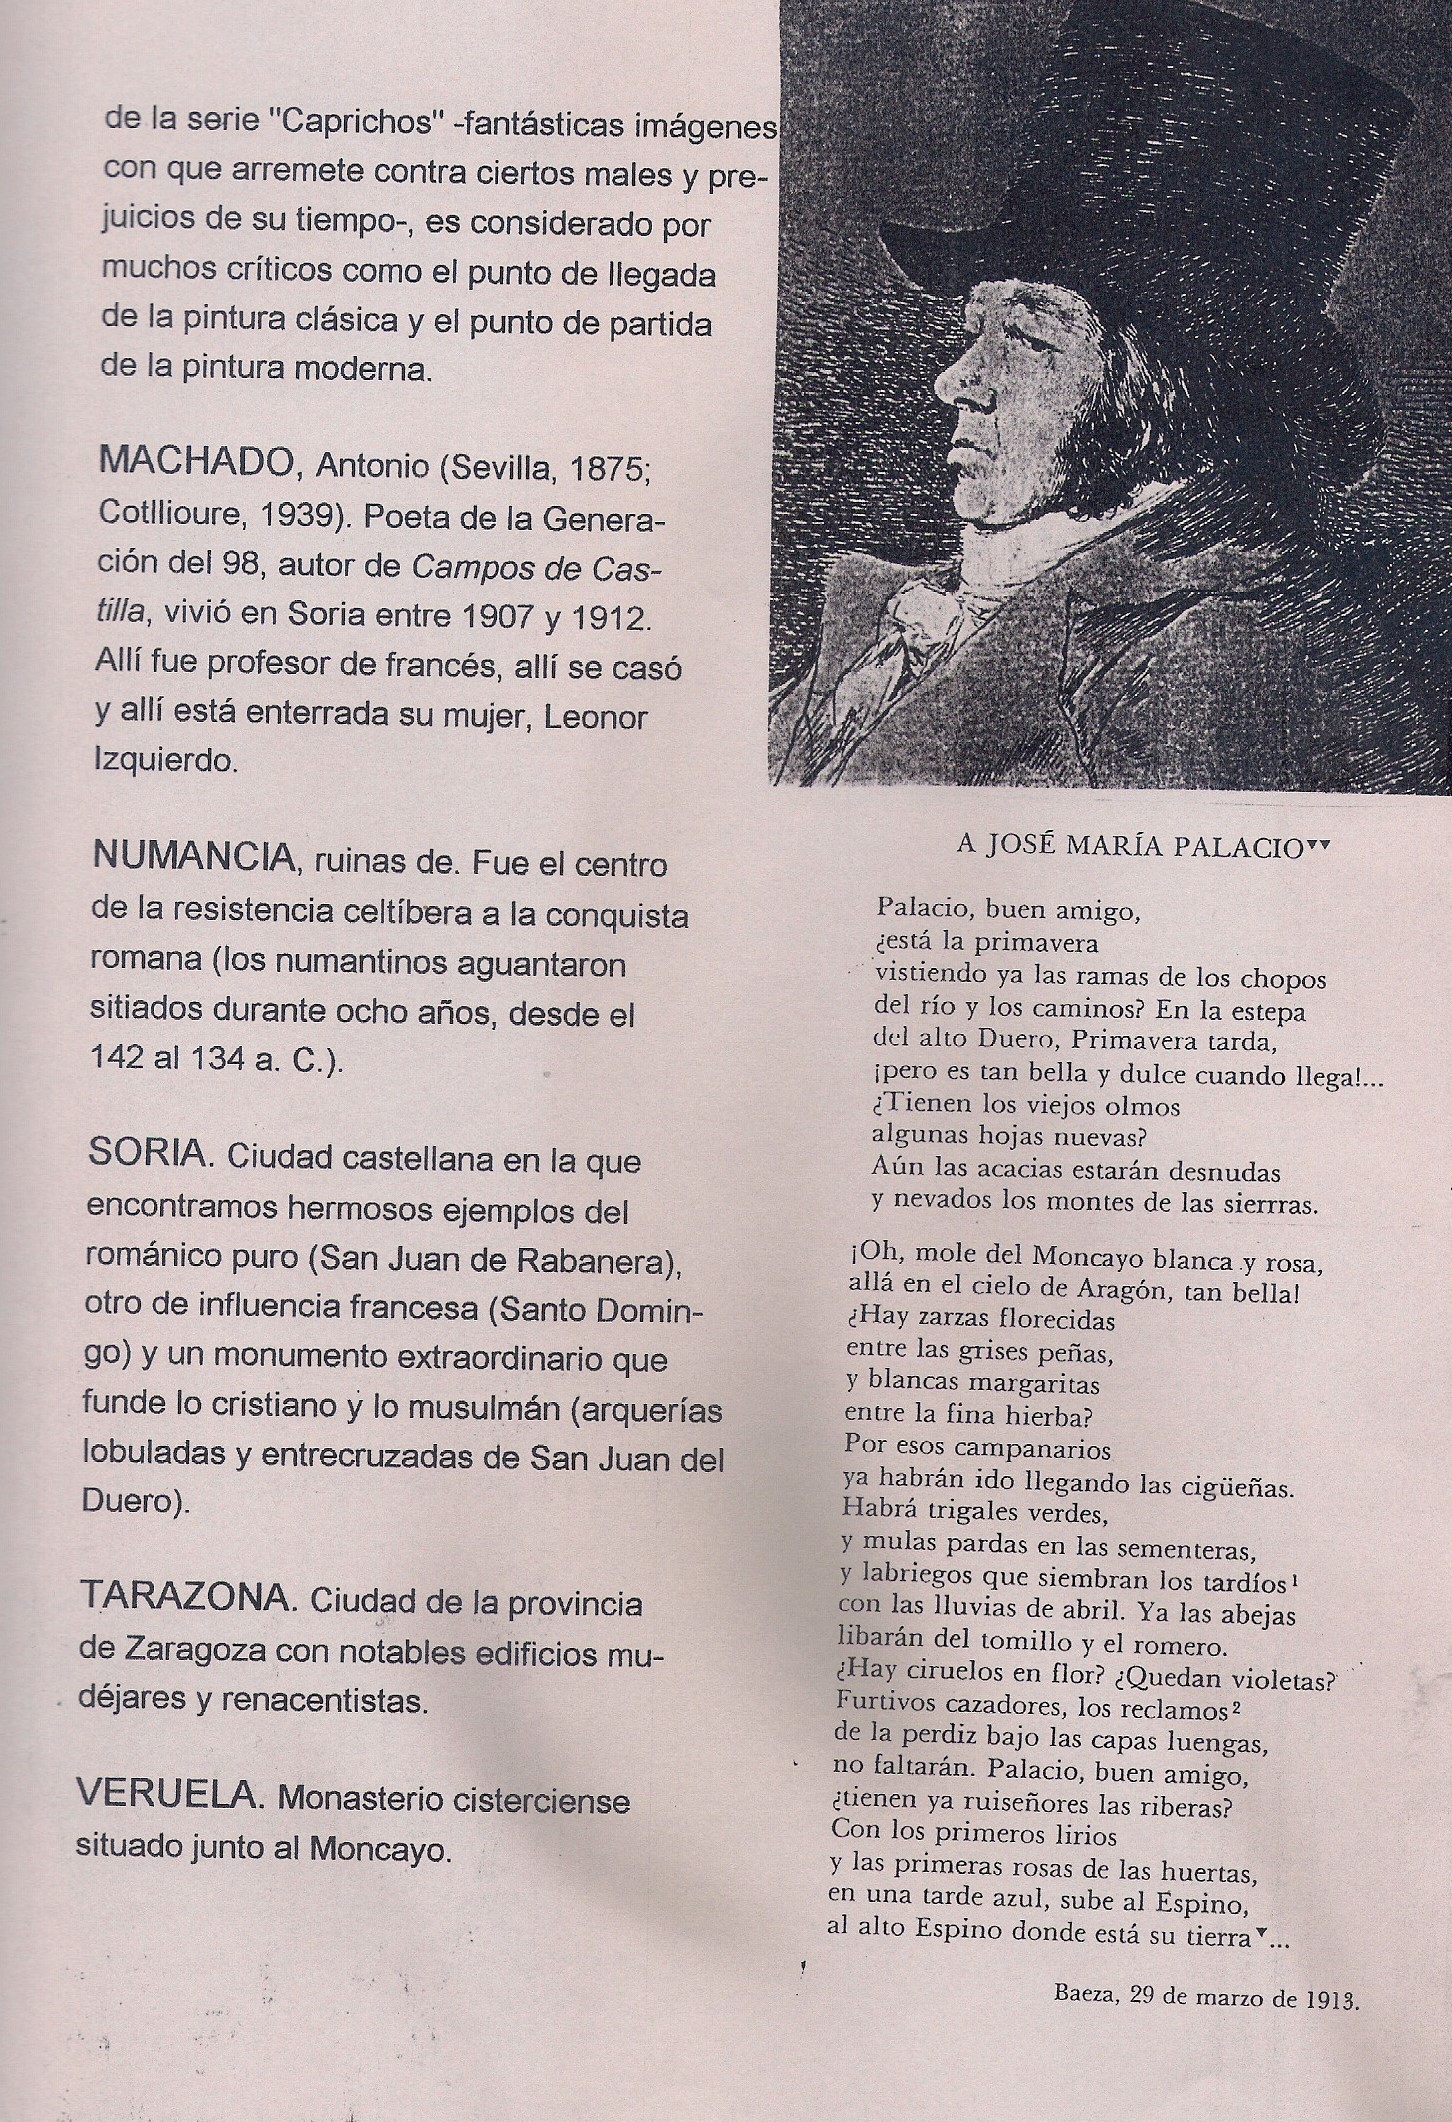 de la serie "Caprichos" -fantásticas imágenes
con que arremete contra ciertos males y pre-
juicios de su tiempo-, es considerado por
muchos críticos como el punto de llegada
de la pintura clásica y el punto de partida
de la pintura moderna.
MACHADO, Antonio (Sevilla, 1875;
Cotllioure, 1939). Poeta de la Genera-
ción del 98, autor de Campos de Cas-
tilla, vivió en Soria entre 1907 y 1912.
Allí fue profesor de francés, allí se casó
y allí está enterrada su mujer, Leonor
Izquierdo.
NUMANCIA, ruinas de. Fue el centro
de la resistencia celtíbera a la conquista
romana (los numantinos aguantaron
sitiados durante ocho años, desde el
142 al 134 a. C.).
SORIA. Ciudad castellana en la que
encontramos hermosos ejemplos del
románico puro (San Juan de Rabanera),
otro de influencia francesa (Santo Domin-
go) y un monumento extraordinario que
funde lo cristiano y lo musulmán (arquerías
lobuladas y entrecruzadas de San Juan del
Duero).
TARAZONA. Ciudad de la provincia
de Zaragoza con notables edificios mu-
déjares y renacentistas.
VERUELA. Monasterio cisterciense
situado junto al Moncayo.
A JOSÉ MARÍA PALACIO▼▼
Palacio, buen amigo,
¿está la primavera
vistiendo ya las ramas de los chopos
del río y los caminos? En la estepa
del alto Duero, Primavera tarda,
¡pero es tan bella y dulce cuando llega!...
¿Tienen los viejos olmos
algunas hojas nuevas?
Aún las acacias estarán desnudas
y nevados los montes de las sierrras.
¡Oh, mole del Moncayo blanca y rosa,
allá en el cielo de Aragón, tan bella!
¿Hay zarzas florecidas
entre las grises peñas,
y blancas margaritas
entre la fina hierba?
Por esos campanarios
ya habrán ido llegando las cigüeñas.
Habrá trigales verdes,
y mulas pardas en las sementeras,
y labriegos que siembran los tardíos¹
con las lluvias de abril. Ya las abejas
libarán del tomillo y el romero.
¿Hay ciruelos en flor? ¿Quedan violetas?
Furtivos cazadores, los reclamos²
de la perdiz bajo las capas luengas,
no faltarán. Palacio, buen amigo,
¿tienen ya ruiseñores las riberas?
Con los primeros lirios
y las primeras rosas de las huertas,
en una tarde azul, sube al Espino,
al alto Espino donde está su tierra▼...
Baeza, 29 de marzo de 1913.